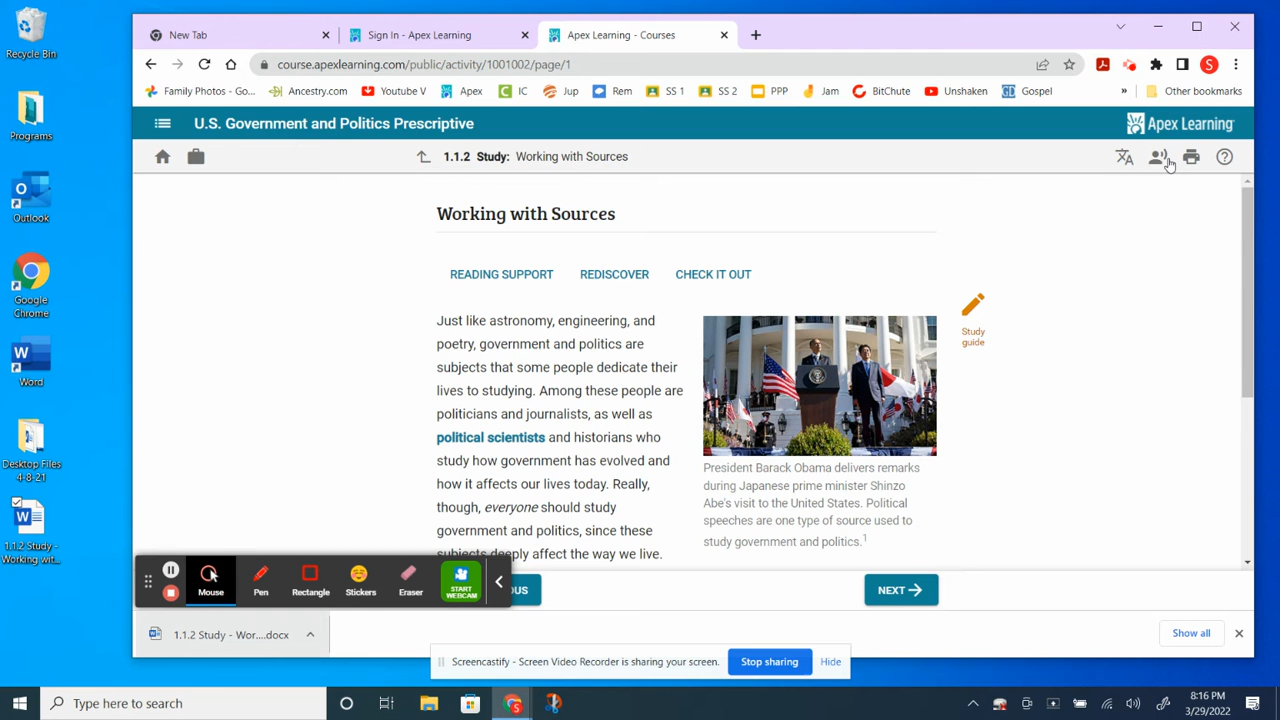 Recycle Bin
Programs
Outlook
Google
Chrome
Word
Desktop Files
4-8-21
1.1.2 Study -
Working wit...
New Tab
Sign In - Apex Learning
Apex Learning - Courses
course.apexlearning.com/public/activity/1001002/page/1
S
Family Photos - Go...
Ancestry.com
Youtube V
Apex
IC
Jup
Rem
SS 1
SS 2
PPP
Jam
BitChute
Unshaken
GD Gospel
»
Other bookmarks
U.S. Government and Politics Prescriptive
Apex Learning
1.1.2 Study: Working with Sources
Working with Sources
READING SUPPORT
REDISCOVER
CHECK IT OUT
Just like astronomy, engineering, and
poetry, government and politics are
subjects that some people dedicate their
lives to studying. Among these people are
politicians and journalists, as well as
political scientists and historians who
study how government has evolved and
how it affects our lives today. Really,
though, everyone should study
government and politics, since these
subjects deeply affect the way we live.
President Barack Obama delivers remarks
during Japanese prime minister Shinzo
Abe's visit to the United States. Political
speeches are one type of source used to
study government and politics.1
Study
guide
Mouse
Pen
Rectangle
Stickers
Eraser
START
WEBCAM
OUS
NEXT
1.1.2 Study - Wor....docx
Show all
Screencastify - Screen Video Recorder is sharing your screen.
Stop sharing
Hide
Type here to search
8:16 PM
3/29/2022